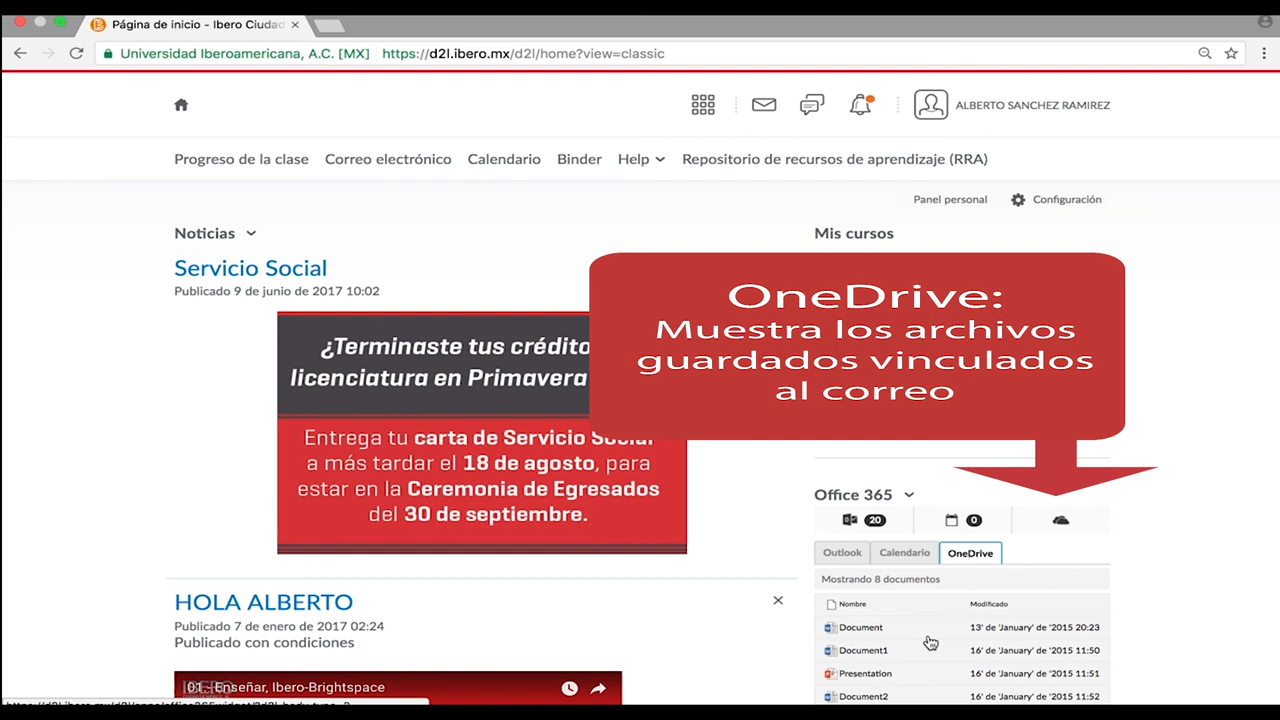 Página de inicio - Ibero Ciudad
Universidad Iberoamericana, A.C. [MX] https://d2l.ibero.mx/d2l/home?view=classic
ALBERTO SANCHEZ RAMIREZ
Progreso de la clase Correo electrónico Calendario Binder Help Repositorio de recursos de aprendizaje (RRA)
Panel personal Configuración
Noticias
Servicio Social
Publicado 9 de junio de 2017 10:02
¿Terminaste tus crédito
licenciatura en Primavera
Entrega tu carta de Servicio Social
a más tardar el 18 de agosto, para
estar en la Ceremonia de Egresados
del 30 de septiembre.
HOLA ALBERTO
Publicado 7 de enero de 2017 02:24
Publicado con condiciones
01.- Enseñar, Ibero-Brightspace
Mis cursos
OneDrive:
Muestra los archivos
guardados vinculados
al correo
Office 365
20 0
Outlook Calendario OneDrive
Mostrando 8 documentos
Nombre Modificado
Document 13' de 'January' de '2015 20:23
Document1 16' de 'January' de '2015 11:50
Presentation 16' de 'January' de '2015 11:51
Document2 16' de 'January' de '2015 11:52